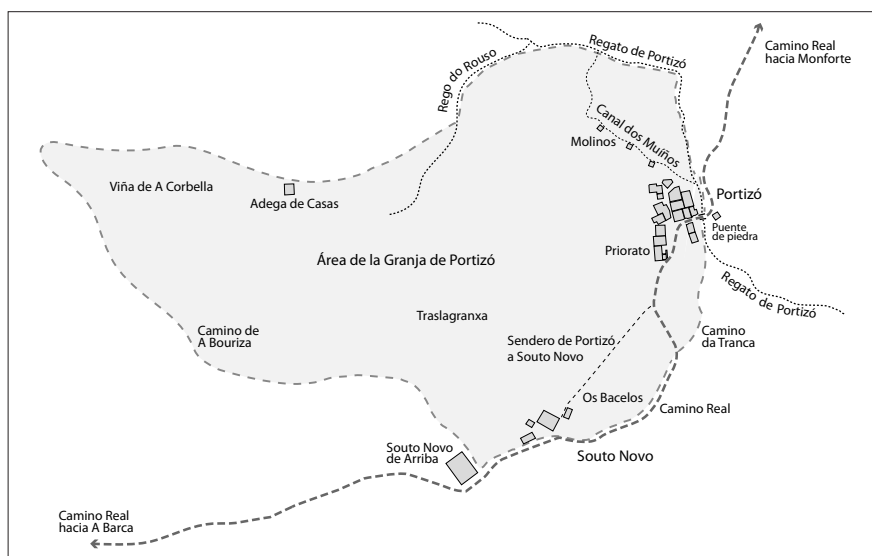 Camino Real
hacia Monforte
Regato de Portizó
Rego do Rouso
Canal dos Muíños
Molinos
Viña de A Corbella
Adega de Casas
Portizó
Puente
de piedra
Priorato
Área de la Granja de Portizó
Regato de Portizó
Traslagranxa
Camino de
A Bouriza
Sendero de Portizó
a Souto Novo
Camino
da Tranca
Os Bacelos
Camino Real
Souto Novo
de Arriba
Souto Novo
Camino Real
hacia A Barca